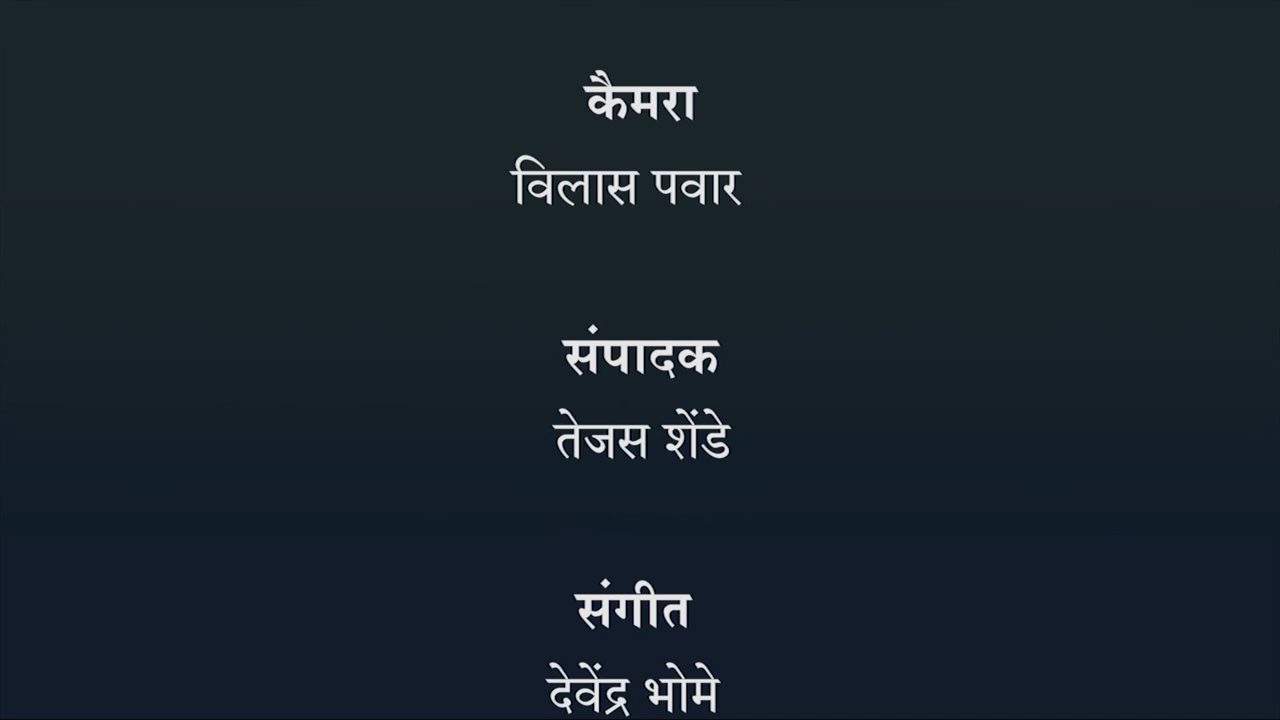 कैमरा
विलास पवार
संपादक
तेजस शेंडे
संगीत
देवेंद्र भोमे